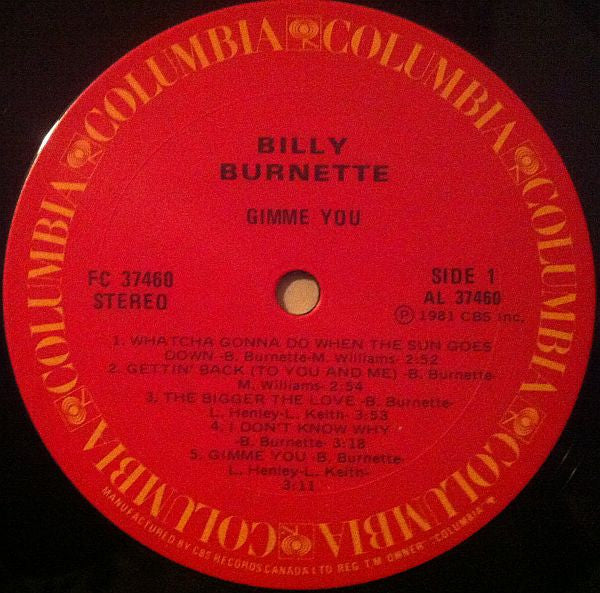 COLUMBIA COLUMBIA COLUMBIA COLUMBIA COLUMBIA COLUMBIA COLUMBIA COLUMBIA
BILLY
BURNETTE
GIMME YOU
FC 37460
STEREO
SIDE 1
AL 37460
Ⓟ 1981 CBS Inc.
1. WHATCHA GONNA DO WHEN THE SUN GOES
DOWN -B. Burnette-M. Williams- 2:52
2. GETTIN' BACK (TO YOU AND ME) -B. Burnette-
M. Williams- 2:54
3. THE BIGGER THE LOVE -B. Burnette-
L. Henley-L. Keith- 3:53
4. I DON'T KNOW WHY
-B. Burnette- 3:18
5. GIMME YOU -B. Burnette-
L. Henley-L. Keith-
3:11
MANUFACTURED BY CBS RECORDS CANADA LTD REG. T.M. OWNER "COLUMBIA"